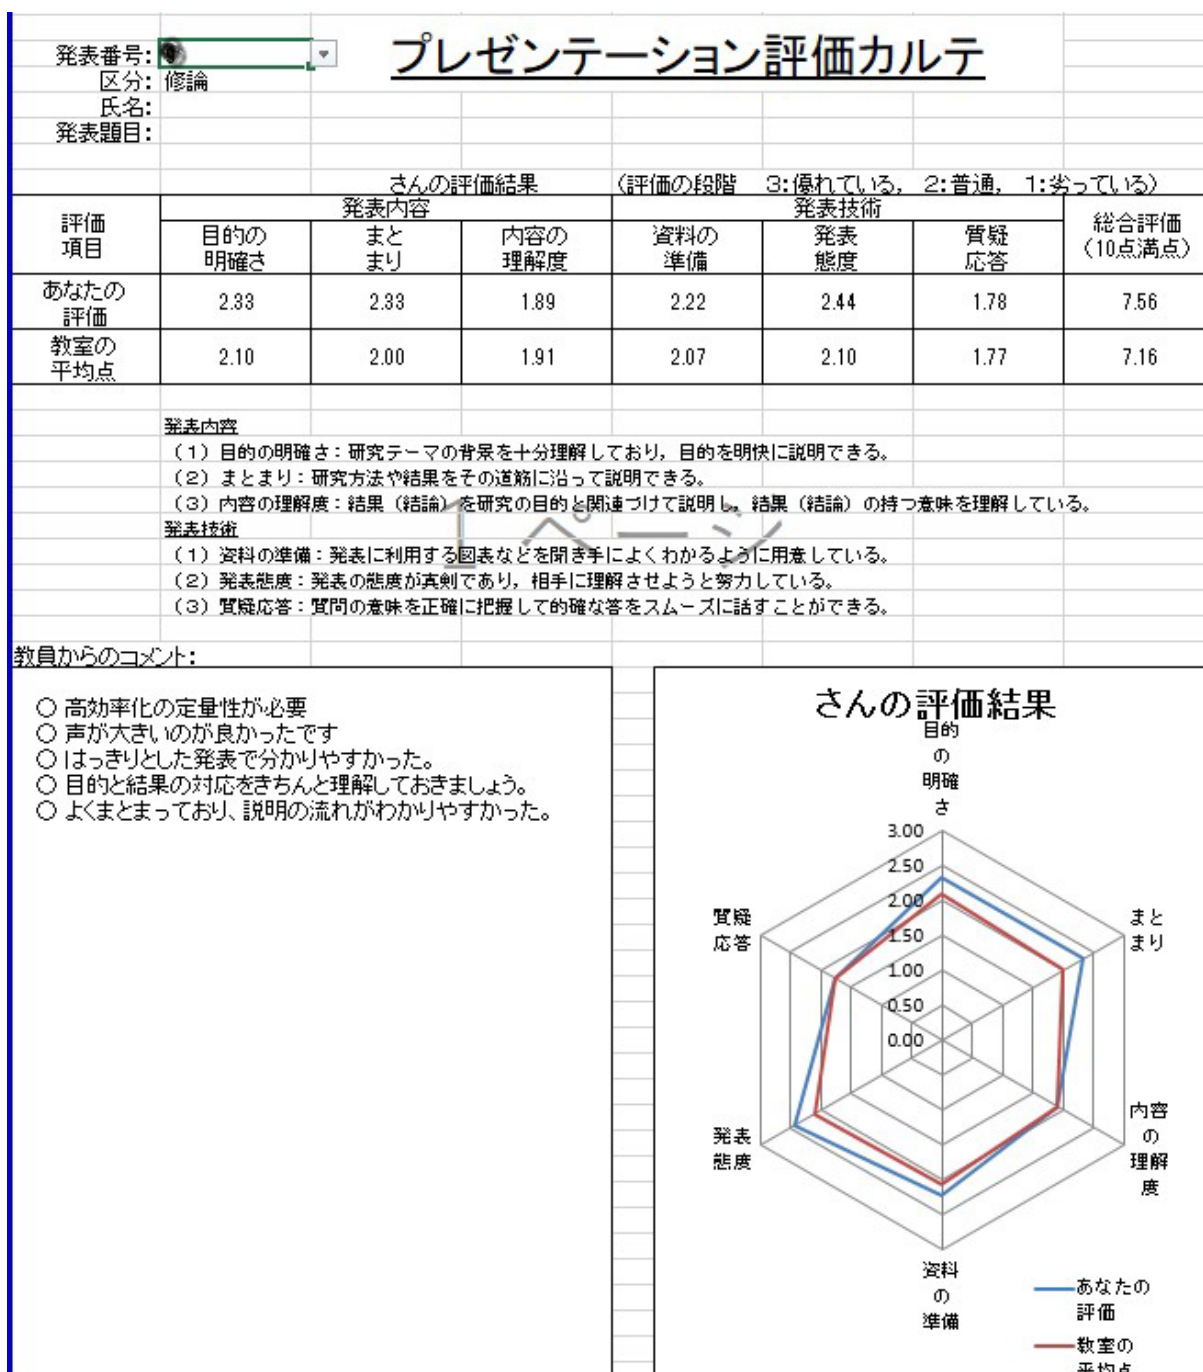 プレゼンテーション評価カルテ
発表番号:
区分: 修論
氏名:
発表題目:
さんの評価結果 (評価の段階 3:優れている, 2:普通, 1:劣っている)
評価項目 発表内容 発表技術 総合評価(10点満点)
目的の明確さ まとまり 内容の理解度 資料の準備 発表態度 質疑応答
あなたの評価 2.33 2.33 1.89 2.22 2.44 1.78 7.56
教室の平均点 2.10 2.00 1.91 2.07 2.10 1.77 7.16
発表内容
(1)目的の明確さ:研究テーマの背景を十分理解しており,目的を明快に説明できる。
(2)まとまり:研究方法や結果をその道筋に沿って説明できる。
(3)内容の理解度:結果(結論)を研究の目的と関連づけて説明し,結果(結論)の持つ意味を理解している。
発表技術
(1)資料の準備:発表に利用する図表などを聞き手によくわかるように用意している。
(2)発表態度:発表の態度が真剣であり,相手に理解させようと努力している。
(3)質疑応答:質問の意味を正確に把握して的確な答をスムーズに話すことができる。
1 ページ
教員からのコメント:
○ 高効率化の定量性が必要
○ 声が大きいのが良かったです
○ はっきりとした発表で分かりやすかった。
○ 目的と結果の対応をきちんと理解しておきましょう。
○ よくまとまっており、説明の流れがわかりやすかった。
さんの評価結果
目的の明確さ
3.00
2.50
2.00
1.50
1.00
0.50
0.00
質疑応答
まとまり
発表態度
内容の理解度
資料の準備
あなたの評価
教室の平均点